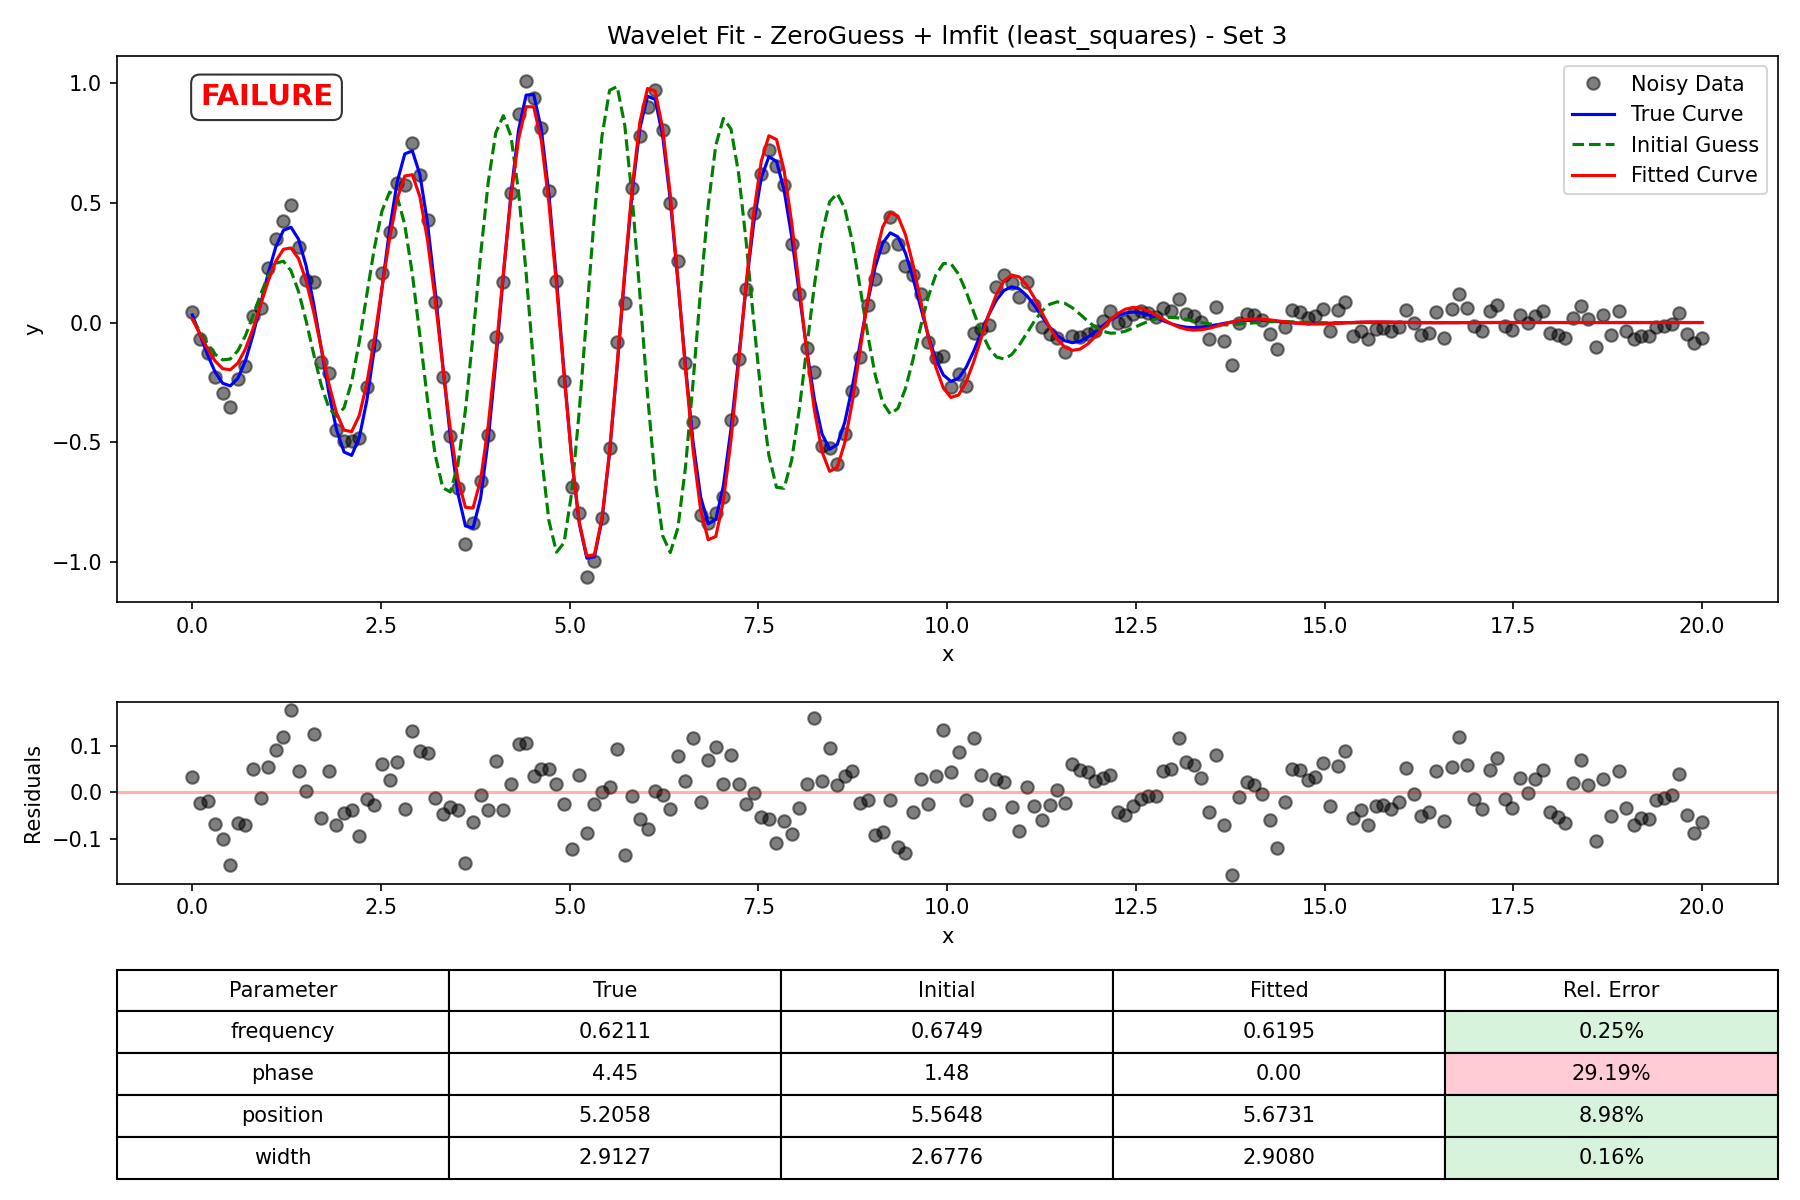 Wavelet Fit - ZeroGuess + lmfit (least_squares) - Set 3
FAILURE
Noisy Data
True Curve
Initial Guess
Fitted Curve
1.0
0.5
0.0
−0.5
−1.0
y
0.0 2.5 5.0 7.5 10.0 12.5 15.0 17.5 20.0
x
0.1
0.0
−0.1
Residuals
0.0 2.5 5.0 7.5 10.0 12.5 15.0 17.5 20.0
x
Parameter True Initial Fitted Rel. Error
frequency 0.6211 0.6749 0.6195 0.25%
phase 4.45 1.48 0.00 29.19%
position 5.2058 5.5648 5.6731 8.98%
width 2.9127 2.6776 2.9080 0.16%